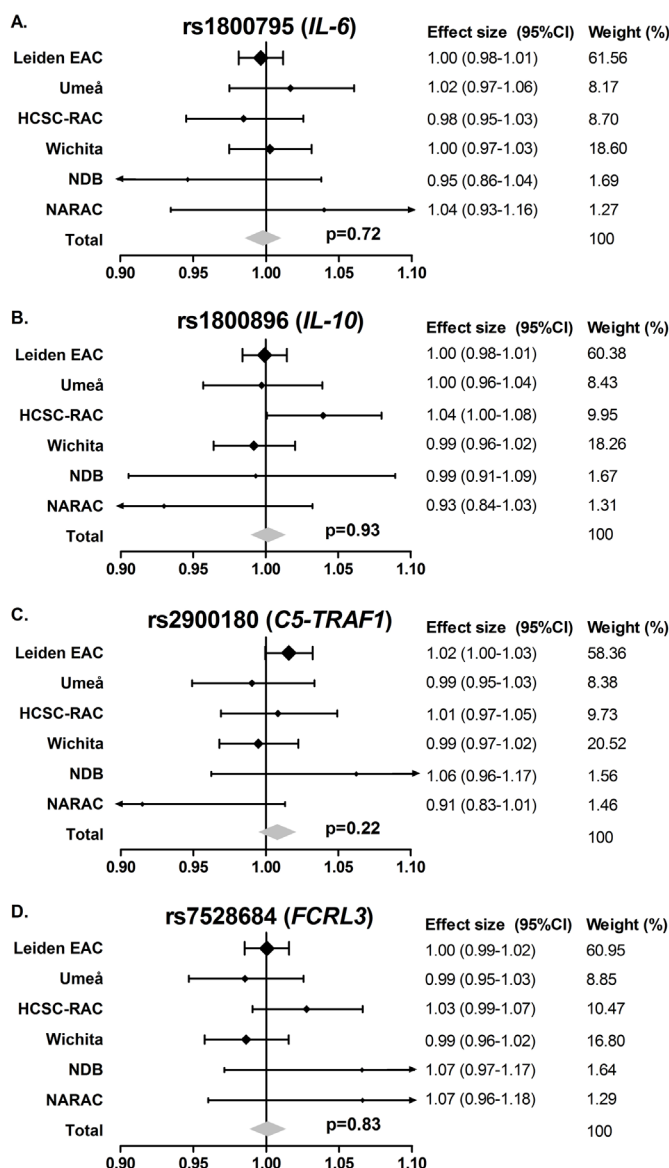 A.
rs1800795 (IL-6) Effect size (95%CI) Weight (%)
Leiden EAC 1.00 (0.98-1.01) 61.56
Umeå 1.02 (0.97-1.06) 8.17
HCSC-RAC 0.98 (0.95-1.03) 8.70
Wichita 1.00 (0.97-1.03) 18.60
NDB 0.95 (0.86-1.04) 1.69
NARAC 1.04 (0.93-1.16) 1.27
Total p=0.72 100
0.90 0.95 1.00 1.05 1.10
B.
rs1800896 (IL-10) Effect size (95%CI) Weight (%)
Leiden EAC 1.00 (0.98-1.01) 60.38
Umeå 1.00 (0.96-1.04) 8.43
HCSC-RAC 1.04 (1.00-1.08) 9.95
Wichita 0.99 (0.96-1.02) 18.26
NDB 0.99 (0.91-1.09) 1.67
NARAC 0.93 (0.84-1.03) 1.31
Total p=0.93 100
0.90 0.95 1.00 1.05 1.10
C.
rs2900180 (C5-TRAF1) Effect size (95%CI) Weight (%)
Leiden EAC 1.02 (1.00-1.03) 58.36
Umeå 0.99 (0.95-1.03) 8.38
HCSC-RAC 1.01 (0.97-1.05) 9.73
Wichita 0.99 (0.97-1.02) 20.52
NDB 1.06 (0.96-1.17) 1.56
NARAC 0.91 (0.83-1.01) 1.46
Total p=0.22 100
0.90 0.95 1.00 1.05 1.10
D.
rs7528684 (FCRL3) Effect size (95%CI) Weight (%)
Leiden EAC 1.00 (0.99-1.02) 60.95
Umeå 0.99 (0.95-1.03) 8.85
HCSC-RAC 1.03 (0.99-1.07) 10.47
Wichita 0.99 (0.96-1.02) 16.80
NDB 1.07 (0.97-1.17) 1.64
NARAC 1.07 (0.96-1.18) 1.29
Total p=0.83 100
0.90 0.95 1.00 1.05 1.10